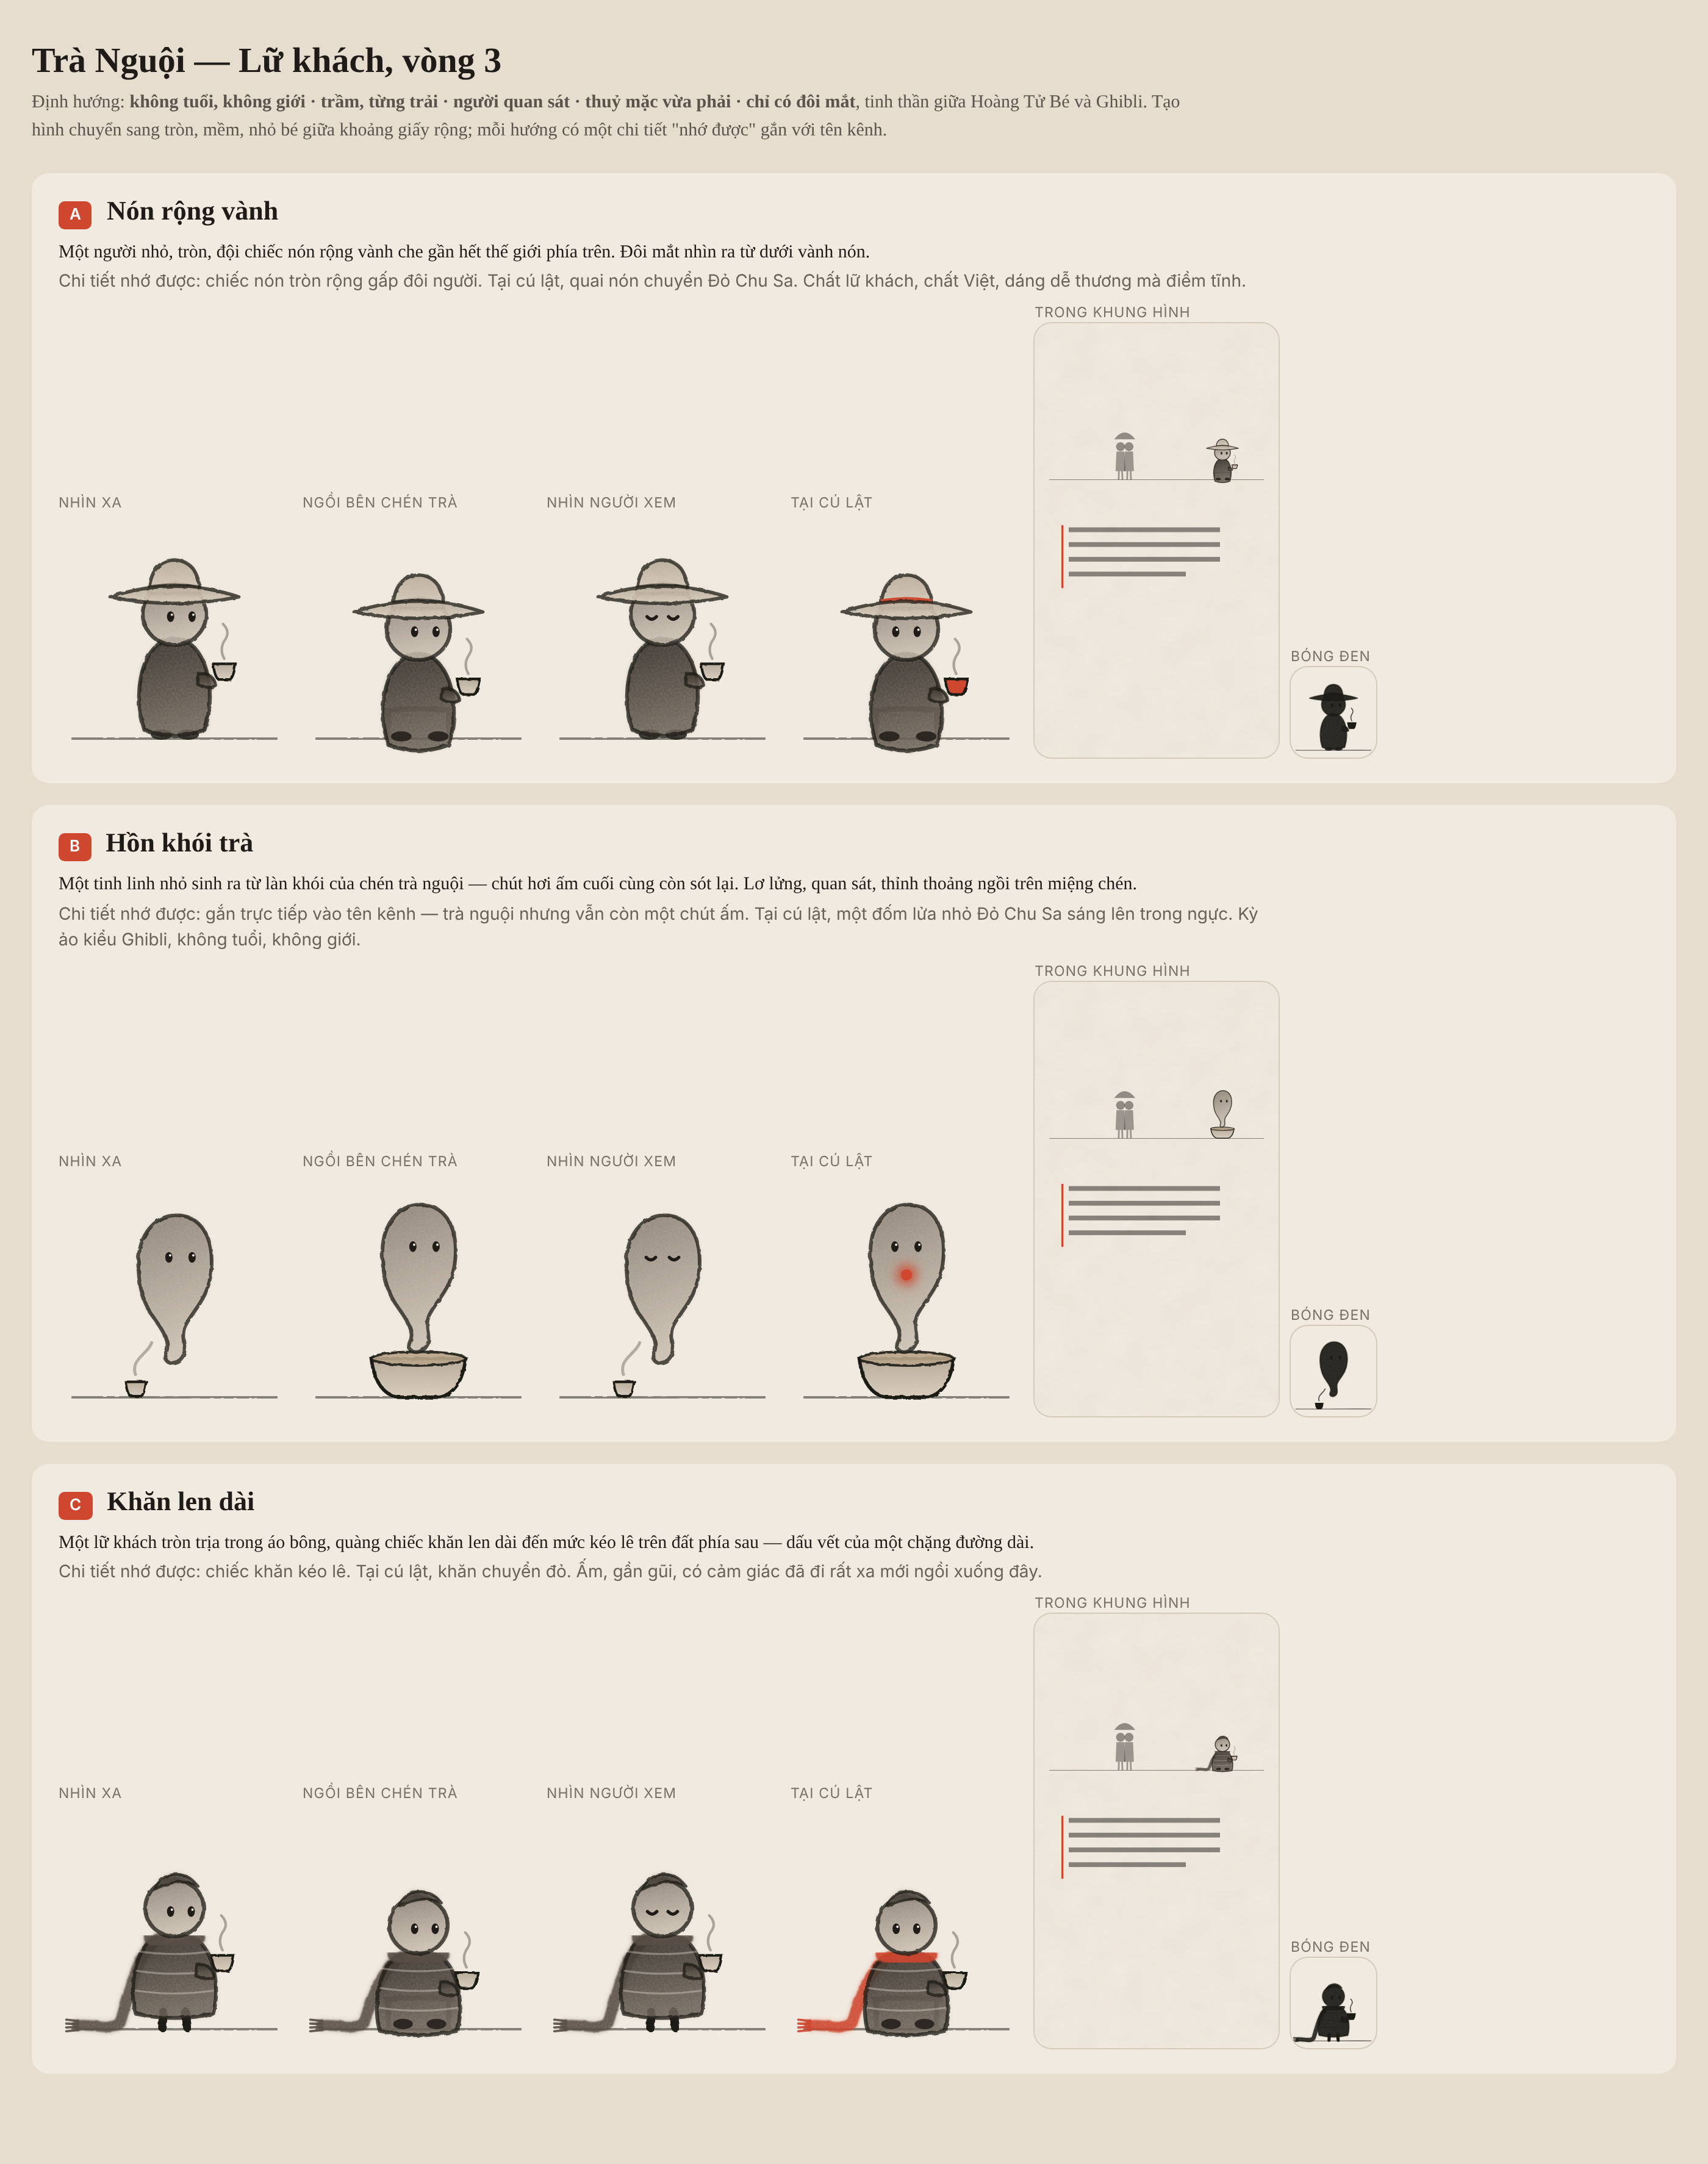 Trà Nguội — Lữ khách, vòng 3
Định hướng: không tuổi, không giới · trầm, từng trải · người quan sát · thuỷ mặc vừa phải · chỉ có đôi mắt, tinh thần giữa Hoàng Tử Bé và Ghibli. Tạo
hình chuyển sang tròn, mềm, nhỏ bé giữa khoảng giấy rộng; mỗi hướng có một chi tiết "nhớ được" gắn với tên kênh.
A Nón rộng vành
Một người nhỏ, tròn, đội chiếc nón rộng vành che gần hết thế giới phía trên. Đôi mắt nhìn ra từ dưới vành nón.
Chi tiết nhớ được: chiếc nón tròn rộng gấp đôi người. Tại cú lật, quai nón chuyển Đỏ Chu Sa. Chất lữ khách, chất Việt, dáng dễ thương mà điềm tĩnh.
TRONG KHUNG HÌNH
NHÌN XA
NGỒI BÊN CHÉN TRÀ
NHÌN NGƯỜI XEM
TẠI CÚ LẬT
BÓNG ĐEN
B Hồn khói trà
Một tinh linh nhỏ sinh ra từ làn khói của chén trà nguội — chút hơi ấm cuối cùng còn sót lại. Lơ lửng, quan sát, thỉnh thoảng ngồi trên miệng chén.
Chi tiết nhớ được: gắn trực tiếp vào tên kênh — trà nguội nhưng vẫn còn một chút ấm. Tại cú lật, một đốm lửa nhỏ Đỏ Chu Sa sáng lên trong ngực. Kỳ
ảo kiểu Ghibli, không tuổi, không giới.
TRONG KHUNG HÌNH
NHÌN XA
NGỒI BÊN CHÉN TRÀ
NHÌN NGƯỜI XEM
TẠI CÚ LẬT
BÓNG ĐEN
C Khăn len dài
Một lữ khách tròn trịa trong áo bông, quàng chiếc khăn len dài đến mức kéo lê trên đất phía sau — dấu vết của một chặng đường dài.
Chi tiết nhớ được: chiếc khăn kéo lê. Tại cú lật, khăn chuyển đỏ. Ấm, gần gũi, có cảm giác đã đi rất xa mới ngồi xuống đây.
TRONG KHUNG HÌNH
NHÌN XA
NGỒI BÊN CHÉN TRÀ
NHÌN NGƯỜI XEM
TẠI CÚ LẬT
BÓNG ĐEN